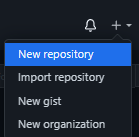 New repository
Import repository
New gist
New organization